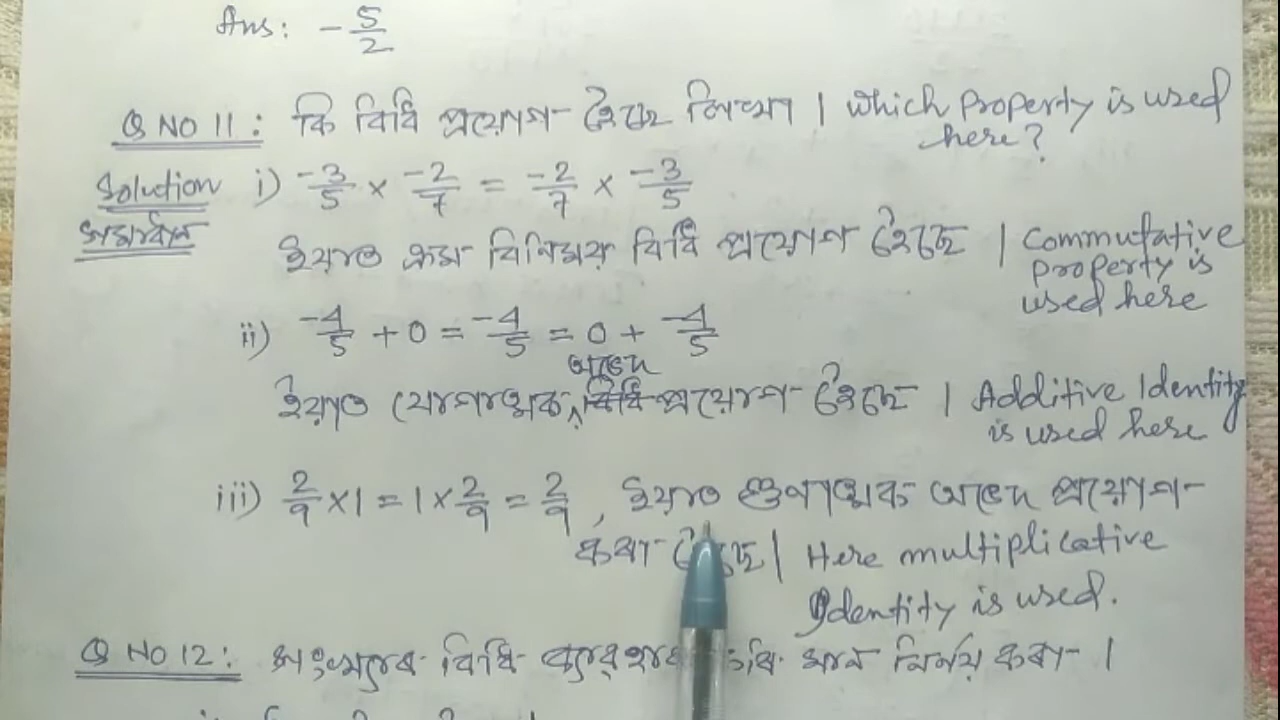 Ans: -5/2
Q NO 11: কি বিধি প্ৰয়োগ হৈছে লিখা | which property is used here?
Solution i) -3/5 × -2/7 = -2/7 × -3/5
সমাধান
ইয়াত ক্ৰম বিনিময় বিধি প্ৰয়োগ হৈছে | Commutative property is used here
ii) -4/5 + 0 = -4/5 = 0 + -4/5
অভেদ
ইয়াত যোগাত্মক বিধি প্ৰয়োগ হৈছে | Additive Identity is used here
iii) 2/9 × 1 = 1 × 2/9 = 2/9, ইয়াত গুণাত্মক অভেদ প্ৰয়োগ
কৰা হৈছে | Here multiplicative
Identity is used.
Q NO 12: বিধি মান নিৰ্ণয় কৰা |